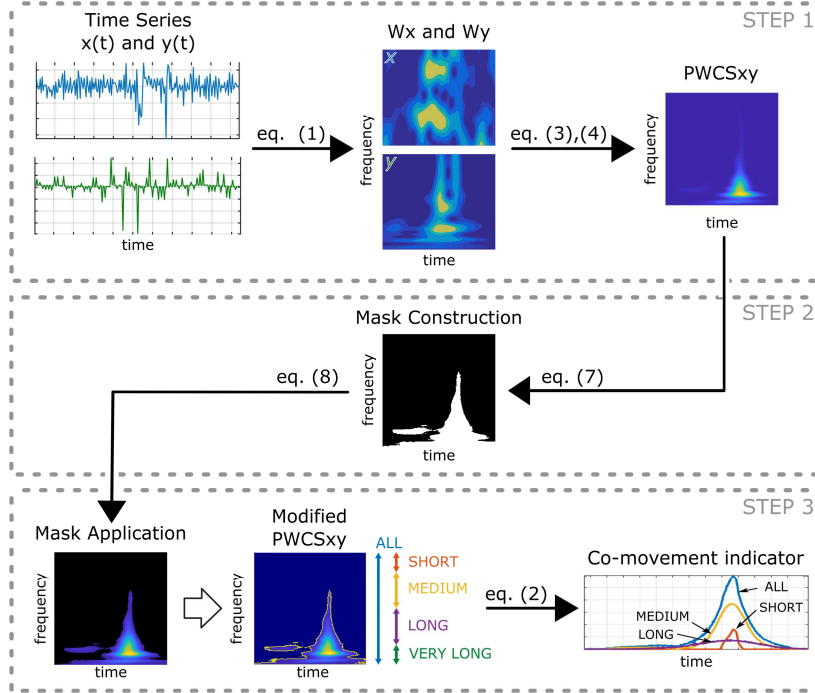 STEP 1
Time Series
x(t) and y(t)
time
eq. (1)
Wx and Wy
x
y
frequency
time
eq. (3),(4)
PWCSxy
frequency
time
STEP 2
Mask Construction
eq. (7)
frequency
time
eq. (8)
STEP 3
Mask Application
frequency
time
Modified
PWCSxy
frequency
time
ALL
SHORT
MEDIUM
LONG
VERY LONG
eq. (2)
Co-movement indicator
ALL
SHORT
MEDIUM
LONG
time